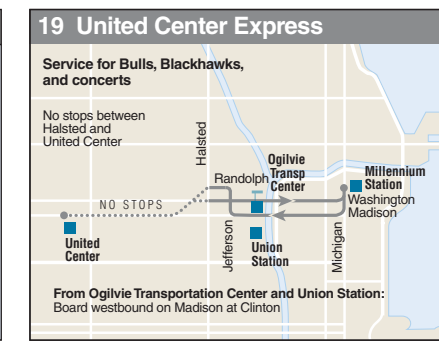 19 United Center Express
Service for Bulls, Blackhawks,
and concerts
No stops between
Halsted and
United Center
Halsted
Randolph
Ogilvie
Transp
Center
Millennium
Station
Washington
Madison
NO STOPS
United
Center
Jefferson
Union
Station
Michigan
From Ogilvie Transportation Center and Union Station:
Board westbound on Madison at Clinton